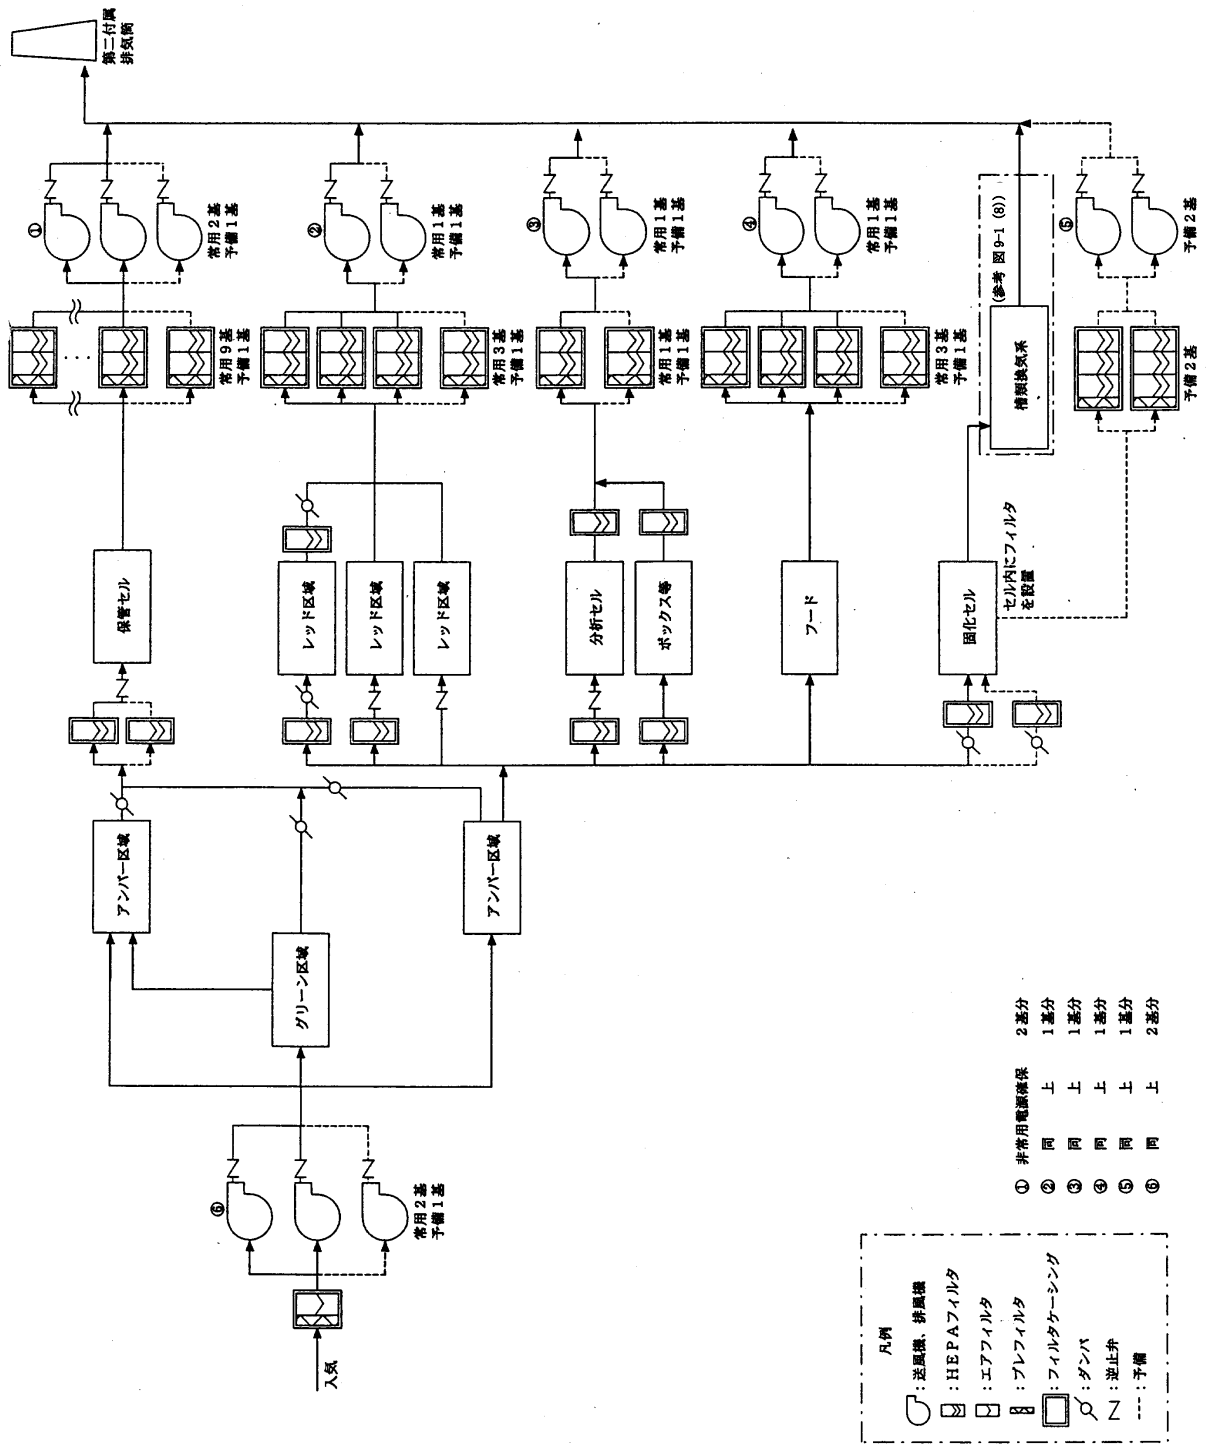 第二付属
排気筒
①
常用2基
予備1基
②
常用1基
予備1基
③
常用1基
予備1基
④
常用1基
予備1基
⑤
予備2基
常用9基
予備1基
常用3基
予備1基
常用1基
予備1基
常用3基
予備1基
(参考 図9-1 (8))
槽類換気系
予備2基
保管セル
レッド区域
レッド区域
レッド区域
分析セル
ボックス等
フード
固化セル
セル内にフィルタ
を設置
アンバー区域
グリーン区域
アンバー区域
⑥
常用2基
予備1基
入気
① 非常用電源確保 2基分
② 同 上 1基分
③ 同 上 1基分
④ 同 上 1基分
⑤ 同 上 1基分
⑥ 同 上 2基分
凡例
:送風機、排風機
:HEPAフィルタ
:エアフィルタ
:プレフィルタ
:フィルタケーシング
:ダンパ
:逆止弁
:予備